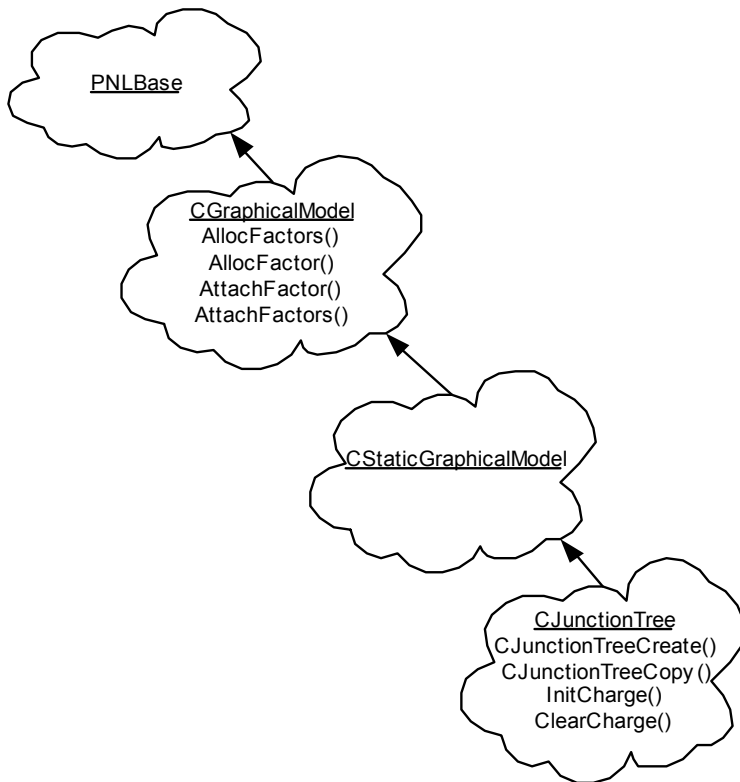 PNLBase
CGraphicalModel
AllocFactors()
AllocFactor()
AttachFactor()
AttachFactors()
CStaticGraphicalModel
CJunctionTree
CJunctionTreeCreate()
CJunctionTreeCopy()
InitCharge()
ClearCharge()